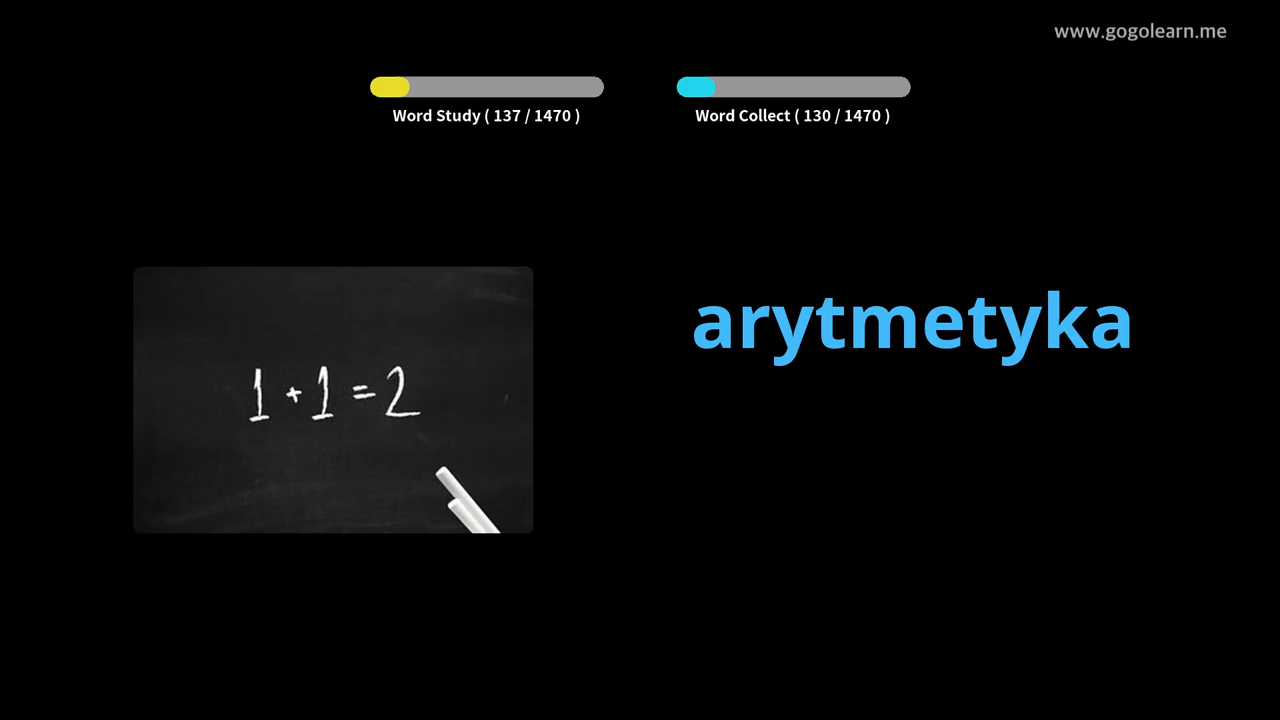 www.gogolearn.me
Word Study ( 137 / 1470 )
Word Collect ( 130 / 1470 )
arytmetyka
1 + 1 = 2